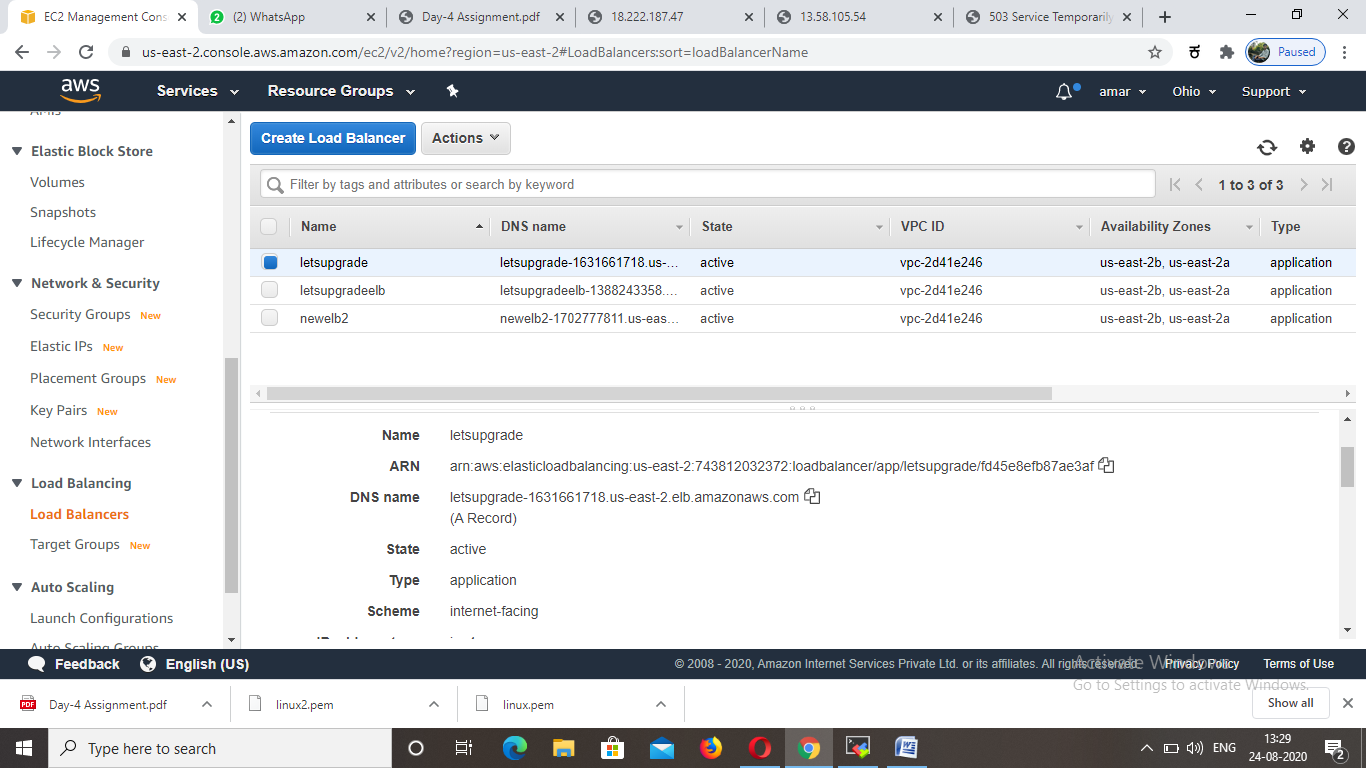 EC2 Management Cons
(2) WhatsApp
Day-4 Assignment.pdf
18.222.187.47
13.58.105.54
503 Service Temporarily
us-east-2.console.aws.amazon.com/ec2/v2/home?region=us-east-2#LoadBalancers:sort=loadBalancerName
Paused
aws
Services
Resource Groups
amar
Ohio
Support
AMIs
Elastic Block Store
Volumes
Snapshots
Lifecycle Manager
Network & Security
Security Groups New
Elastic IPs New
Placement Groups New
Key Pairs New
Network Interfaces
Load Balancing
Load Balancers
Target Groups New
Auto Scaling
Launch Configurations
Auto Scaling Groups
Create Load Balancer Actions
Filter by tags and attributes or search by keyword
1 to 3 of 3
Name DNS name State VPC ID Availability Zones Type
letsupgrade letsupgrade-1631661718.us-... active vpc-2d41e246 us-east-2b, us-east-2a application
letsupgradeelb letsupgradeelb-1388243358.... active vpc-2d41e246 us-east-2b, us-east-2a application
newelb2 newelb2-1702777811.us-eas... active vpc-2d41e246 us-east-2b, us-east-2a application
Name letsupgrade
ARN arn:aws:elasticloadbalancing:us-east-2:743812032372:loadbalancer/app/letsupgrade/fd45e8efb87ae3af
DNS name letsupgrade-1631661718.us-east-2.elb.amazonaws.com
(A Record)
State active
Type application
Scheme internet-facing
Feedback English (US)
© 2008 - 2020, Amazon Internet Services Private Ltd. or its affiliates. All rights reserved. Privacy Policy Terms of Use
Activate Windows
Go to Settings to activate Windows.
Day-4 Assignment.pdf
linux2.pem
linux.pem
Show all
Type here to search
ENG
13:29
24-08-2020
2